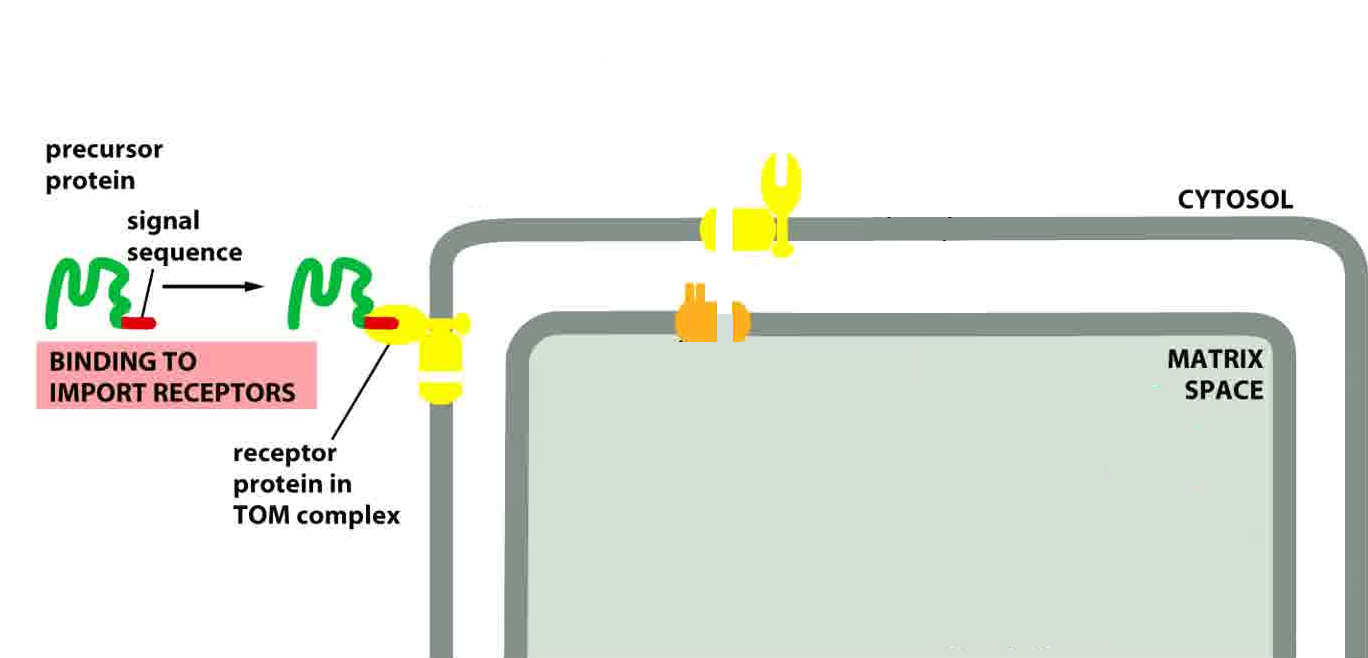 precursor
protein
signal
sequence
BINDING TO
IMPORT RECEPTORS
receptor
protein in
TOM complex
CYTOSOL
MATRIX
SPACE